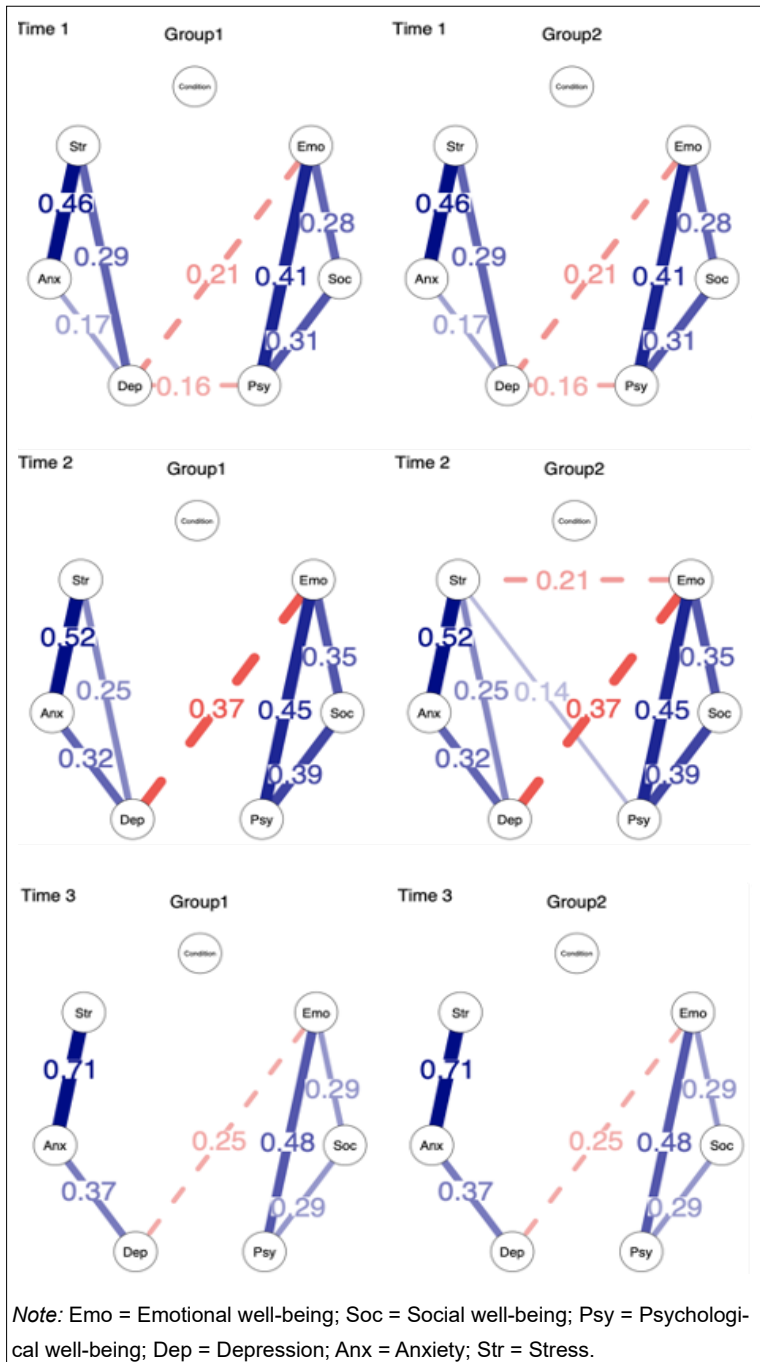 Time 1
Group1
Time 1
Group2
Condition
Condition
Str
Emo
Str
Emo
0.46
0.28
0.46
0.28
0.29
0.29
Anx
0.21
0.41
Soc
Anx
0.21
0.41
Soc
0.17
0.31
0.17
0.31
Dep
0.16
Psy
Dep
0.16
Psy
Time 2
Group1
Time 2
Group2
Condition
Condition
Str
Emo
Str
0.21
Emo
0.52
0.35
0.52
0.35
0.25
0.25
0.14
Anx
0.37
0.45
Soc
Anx
0.37
0.45
Soc
0.32
0.39
0.32
0.39
Dep
Psy
Dep
Psy
Time 3
Group1
Time 3
Group2
Condition
Condition
Str
Emo
Str
Emo
0.71
0.29
0.71
0.29
Anx
0.25
0.48
Soc
Anx
0.25
0.48
Soc
0.37
0.29
0.37
0.29
Dep
Psy
Dep
Psy
Note: Emo = Emotional well-being; Soc = Social well-being; Psy = Psychologi-
cal well-being; Dep = Depression; Anx = Anxiety; Str = Stress.